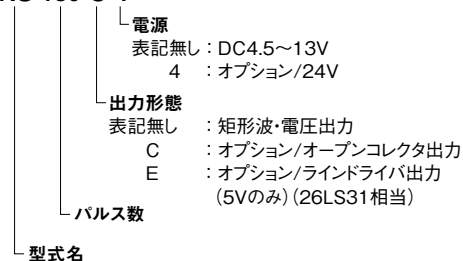 電源
表記無し：DC4.5～13V
4 ：オプション/24V
出力形態
表記無し ：矩形波・電圧出力
C ：オプション/オープンコレクタ出力
E ：オプション/ラインドライバ出力
(5Vのみ)(26LS31相当)
パルス数
型式名